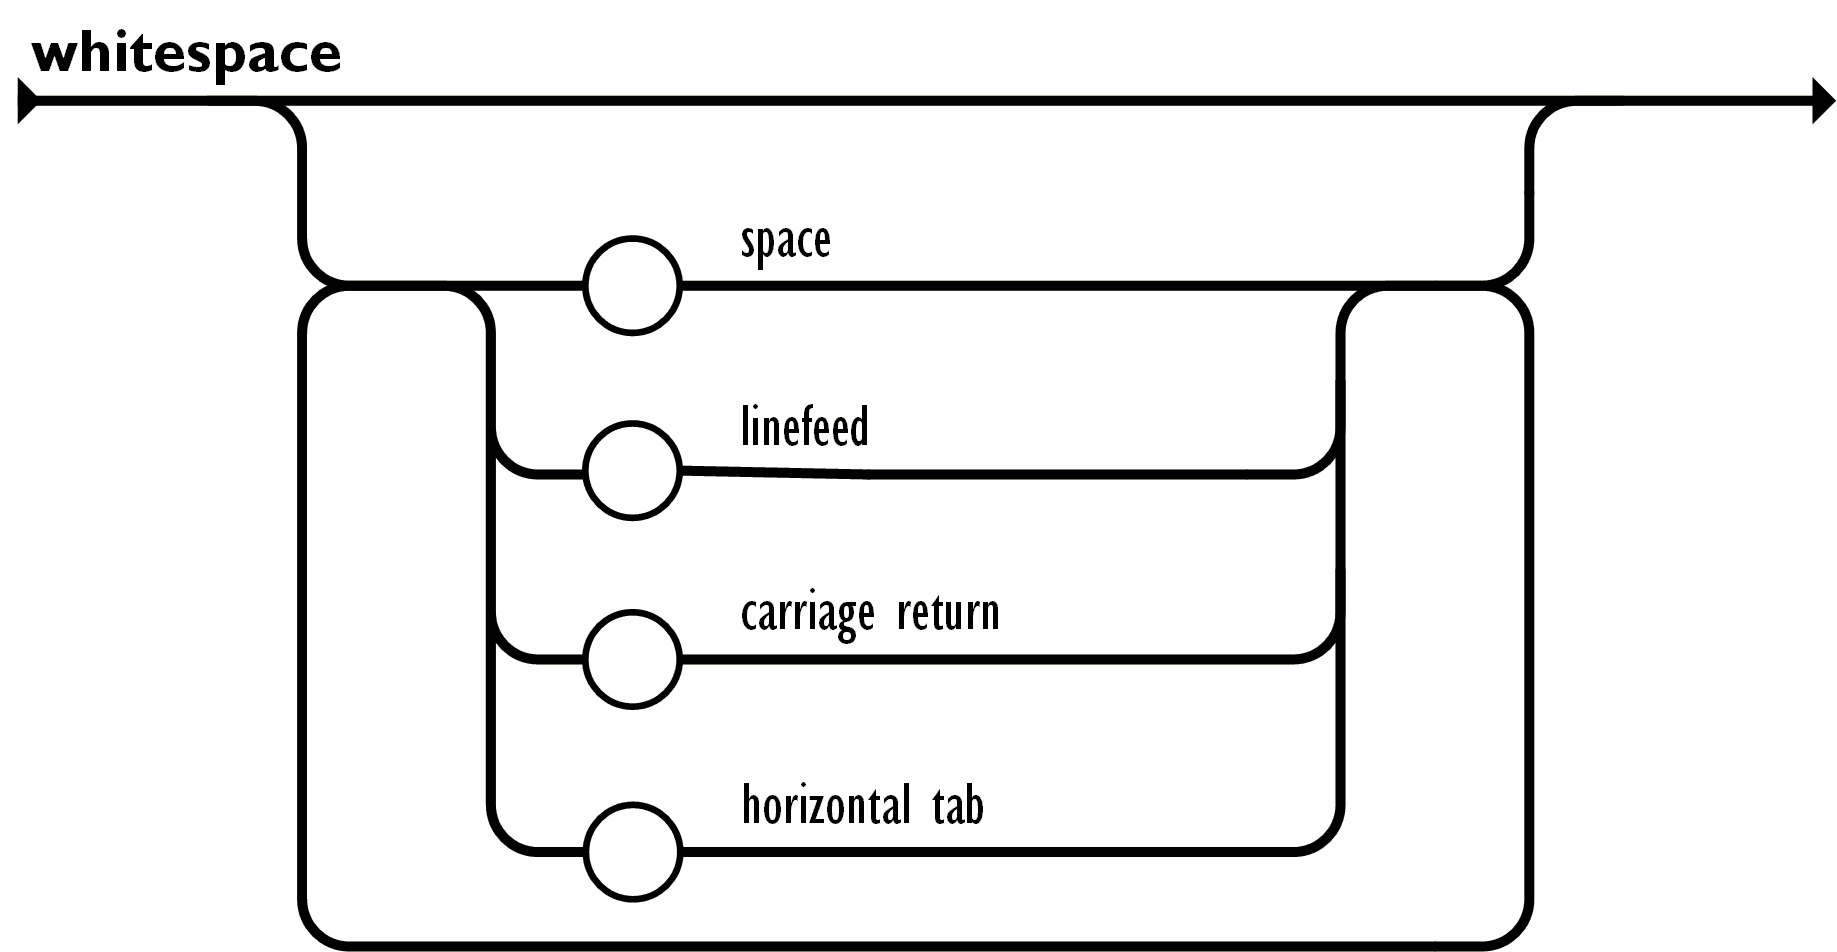 whitespace
space
linefeed
carriage return
horizontal tab